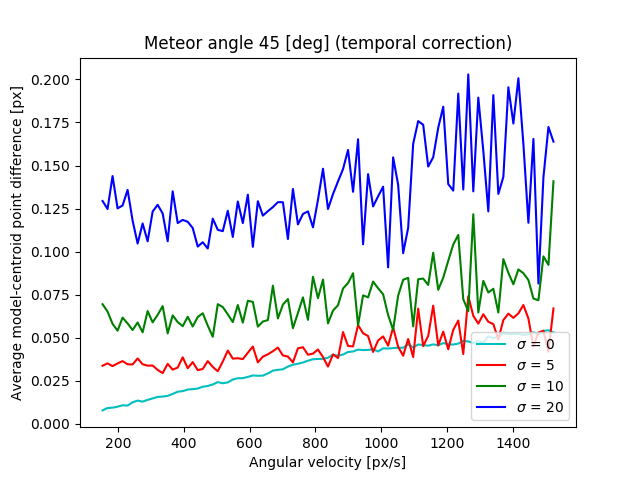 Meteor angle 45 [deg] (temporal correction)
Average model-centroid point difference [px]
0.200
0.175
0.150
0.125
0.100
0.075
0.050
0.025
0.000
200 400 600 800 1000 1200 1400
Angular velocity [px/s]
σ = 0
σ = 5
σ = 10
σ = 20